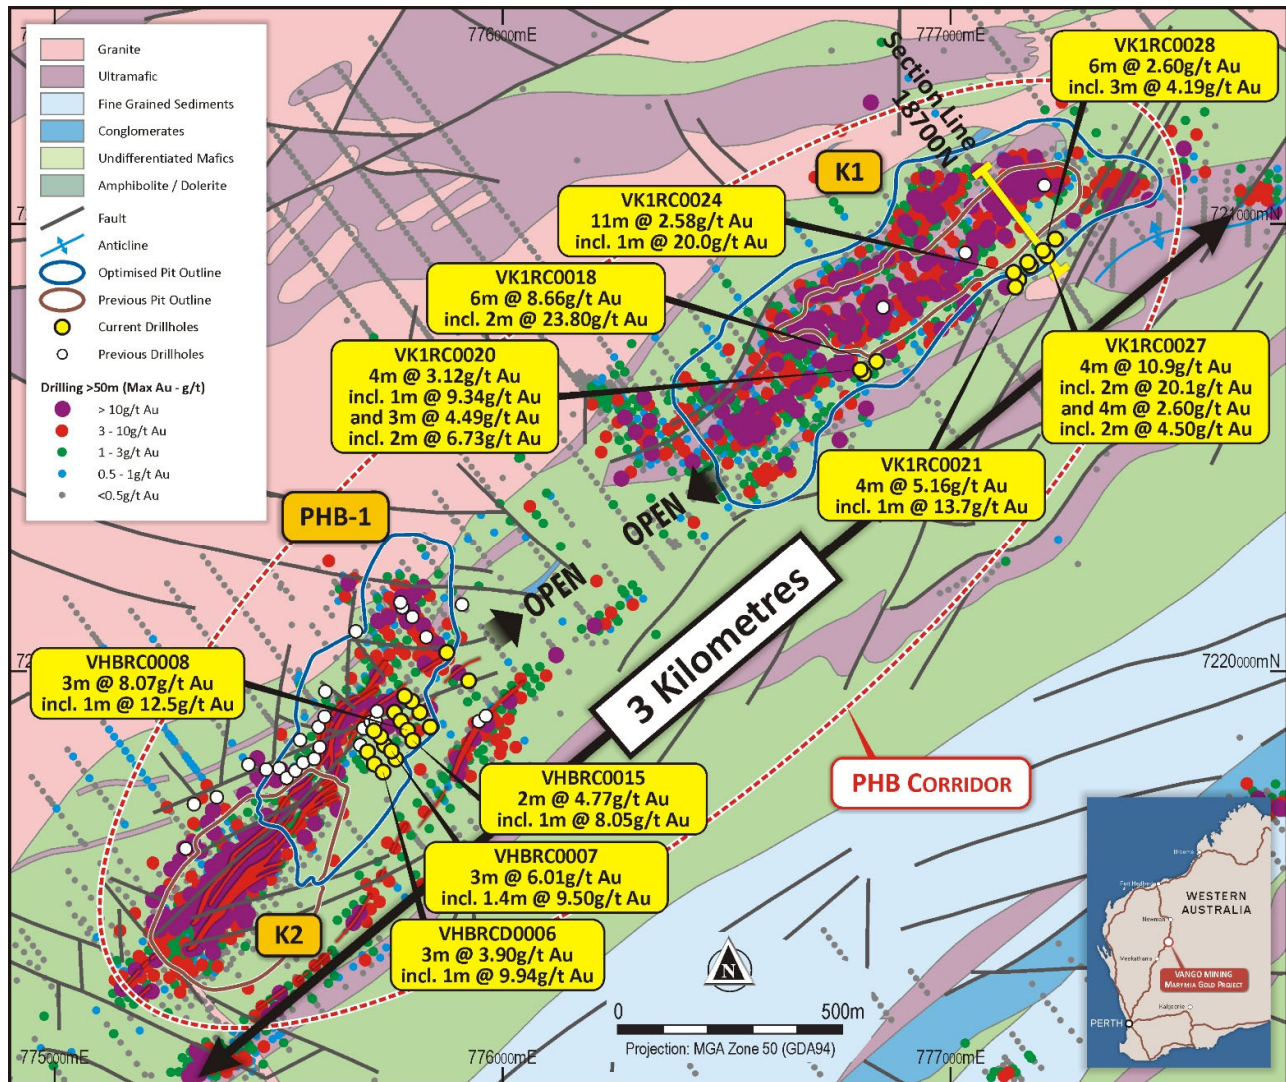 776000mE
777000mE
Granite
Ultramafic
Fine Grained Sediments
Conglomerates
Undifferentiated Mafics
Amphibolite / Dolerite
Fault
Anticline
Optimised Pit Outline
Previous Pit Outline
Current Drillholes
Previous Drillholes
Drilling >50m (Max Au - g/t)
> 10g/t Au
3 - 10g/t Au
1 - 3g/t Au
0.5 - 1g/t Au
<0.5g/t Au
Section Line
18700N
VK1RC0028
6m @ 2.60g/t Au
incl. 3m @ 4.19g/t Au
K1
VK1RC0024
11m @ 2.58g/t Au
incl. 1m @ 20.0g/t Au
VK1RC0018
6m @ 8.66g/t Au
incl. 2m @ 23.80g/t Au
VK1RC0020
4m @ 3.12g/t Au
incl. 1m @ 9.34g/t Au
and 3m @ 4.49g/t Au
incl. 2m @ 6.73g/t Au
VK1RC0027
4m @ 10.9g/t Au
incl. 2m @ 20.1g/t Au
and 4m @ 2.60g/t Au
incl. 2m @ 4.50g/t Au
VK1RC0021
4m @ 5.16g/t Au
incl. 1m @ 13.7g/t Au
OPEN
PHB-1
OPEN
3 Kilometres
7220000mN
VHBRC0008
3m @ 8.07g/t Au
incl. 1m @ 12.5g/t Au
PHB CORRIDOR
VHBRC0015
2m @ 4.77g/t Au
incl. 1m @ 8.05g/t Au
VHBRC0007
3m @ 6.01g/t Au
incl. 1.4m @ 9.50g/t Au
K2
VHBRCD0006
3m @ 3.90g/t Au
incl. 1m @ 9.94g/t Au
N
0 500m
Projection: MGA Zone 50 (GDA94)
775000mE
776000mE
777000mE
Broome
Port Hedland
Newman
WESTERN
AUSTRALIA
Meekatharra
VANGO MINING
MARYMIA GOLD PROJECT
Kalgoorlie
PERTH